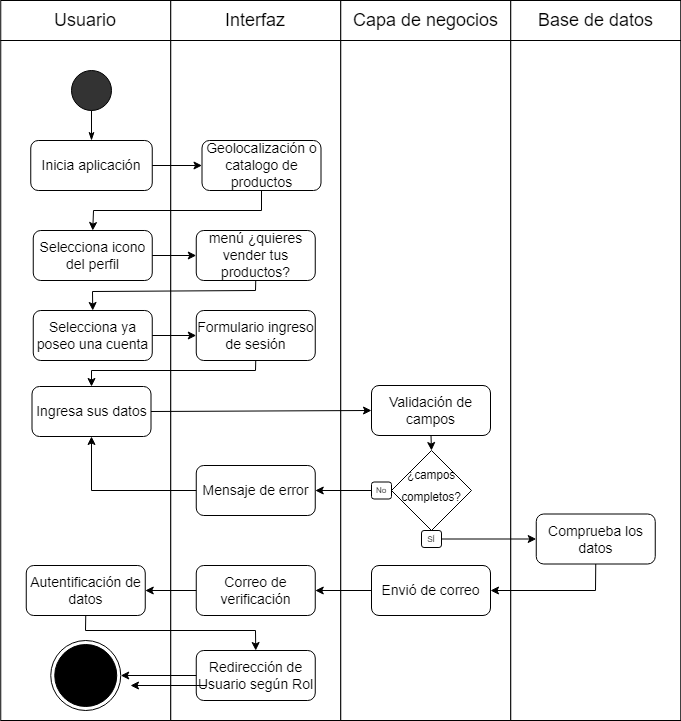 Usuario
Interfaz
Capa de negocios
Base de datos
Inicia aplicación
Geolocalización o
catalogo de
productos
Selecciona icono
del perfil
menú ¿quieres
vender tus
productos?
Selecciona ya
poseo una cuenta
Formulario ingreso
de sesión
Ingresa sus datos
Validación de
campos
¿campos
completos?
No
Mensaje de error
SÍ
Comprueba los
datos
Envió de correo
Correo de
verificación
Autentificación de
datos
Redirección de
Usuario según Rol